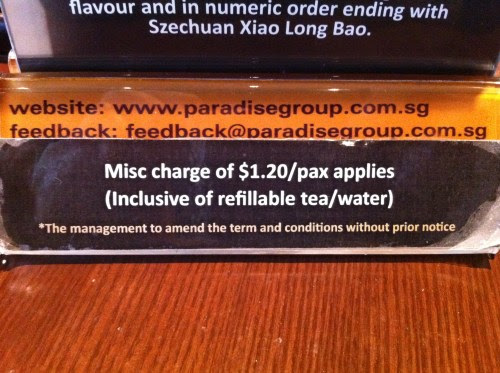 flavour and in numeric order ending with
Szechuan Xiao Long Bao.
website: www.paradisegroup.com.sg
feedback: feedback@paradisegroup.com.sg
Misc charge of $1.20/pax applies
(Inclusive of refillable tea/water)
*The management to amend the term and conditions without prior notice